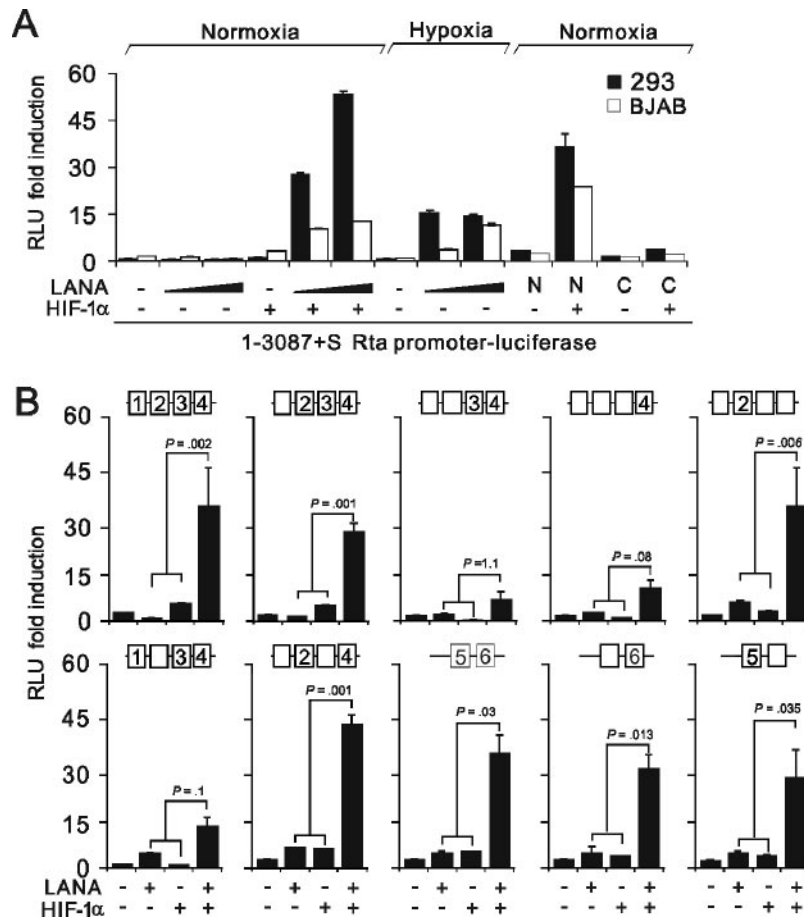 A
Normoxia Hypoxia Normoxia
RLU fold induction
60
45
30
15
0
293
BJAB
LANA - - N N C C
HIF-1α - - - + + + - - - - + - +
1-3087+S Rta promoter-luciferase
B
RLU fold induction
1 2 3 4
2 3 4
3 4
4
2
60
45
30
15
0
P = .002
P = .001
P =1.1
P = .08
P = .006
1 3 4
2 4
5 6
6
5
60
45
30
15
0
P = .1
P = .001
P = .03
P = .013
P = .035
LANA - + - + - + - + - + - + - + - + - + - +
HIF-1α - - + + - - + + - - + + - - + + - - + +